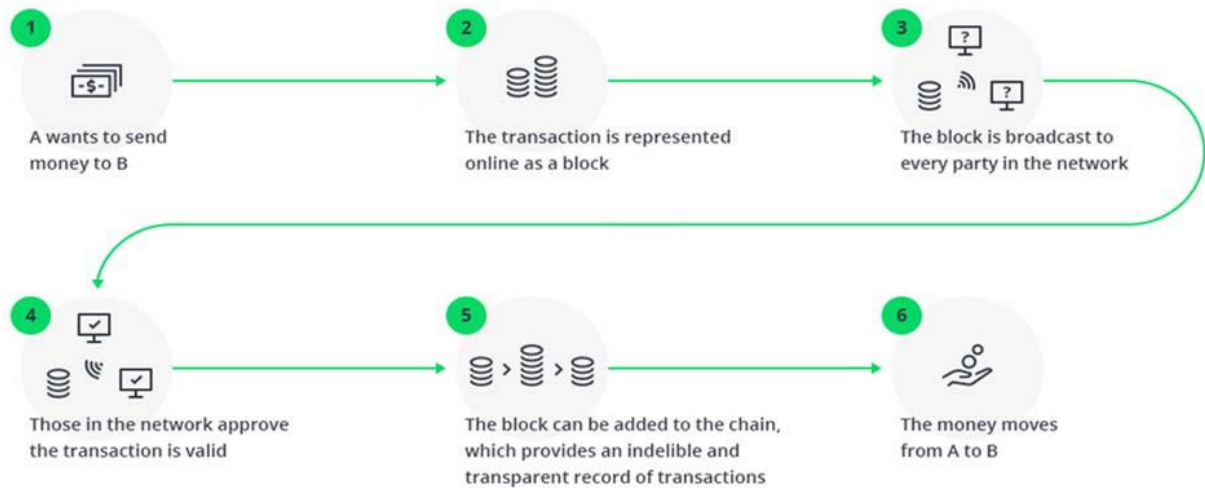 1
-$-
A wants to send
money to B
2
The transaction is represented
online as a block
3
?
?
The block is broadcast to
every party in the network
4
Those in the network approve
the transaction is valid
5
The block can be added to the chain,
which provides an indelible and
transparent record of transactions
6
The money moves
from A to B